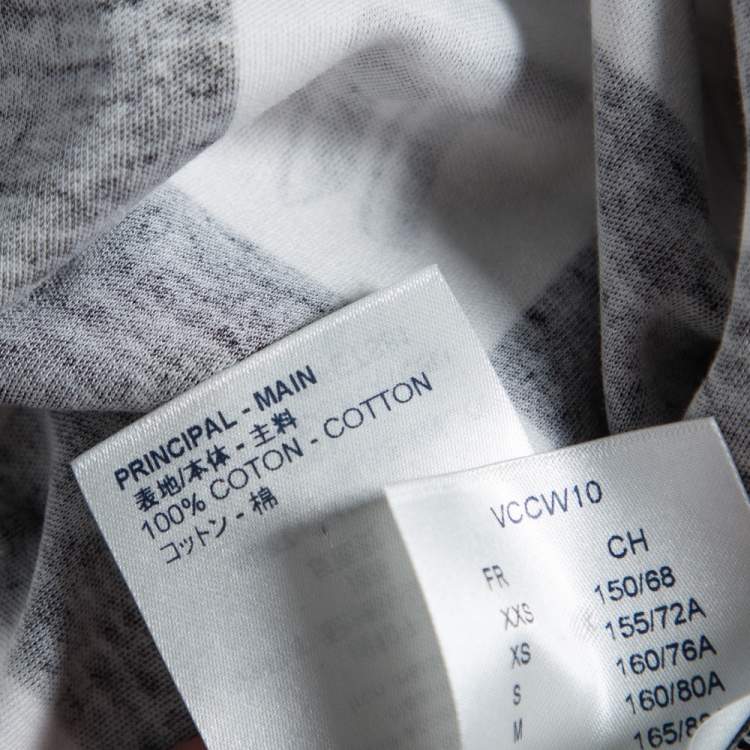 PRINCIPAL - MAIN
表地/本体 - 主料
100% COTON - COTTON
コットン - 棉
VCCW10
FR CH
XXS 150/68
XS 155/72A
S 160/76A
M 160/80A